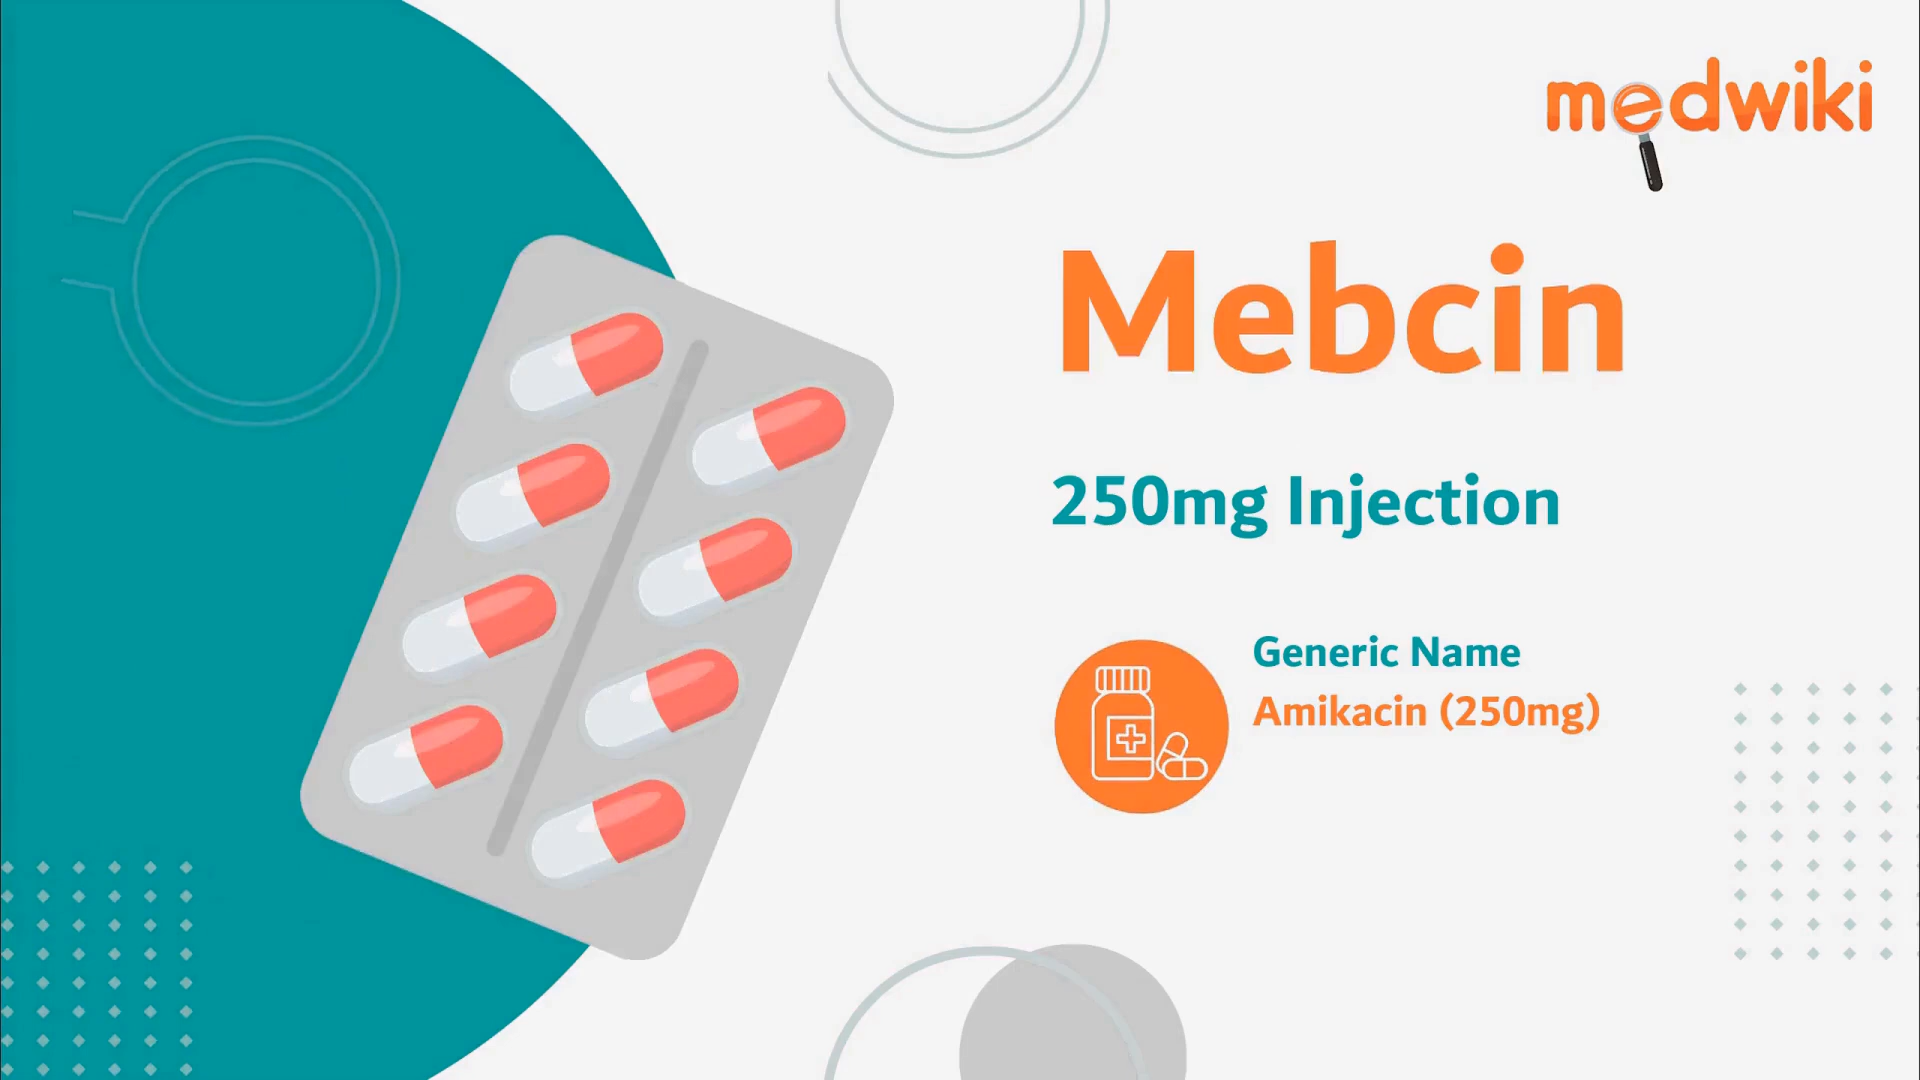 medwiki
Mebcin
250mg Injection
Generic Name
Amikacin (250mg)